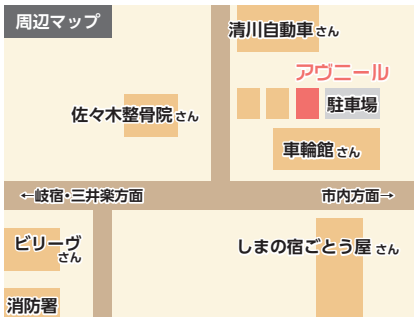 周辺マップ
清川自動車さん
アヴニール
駐車場
佐々木整骨院さん
車輪館さん
←岐宿・三井楽方面
市内方面→
ビリーヴ
さん
しまの宿ごとう屋さん
消防署